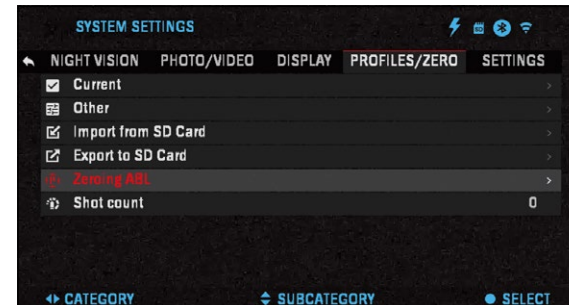 SYSTEM SETTINGS
NIGHT VISION PHOTO/VIDEO DISPLAY PROFILES/ZERO SETTINGS
Current
Other
Import from SD Card
Export to SD Card
Zeroing ABL
Shot count 0
CATEGORY SUBCATEGORY SELECT